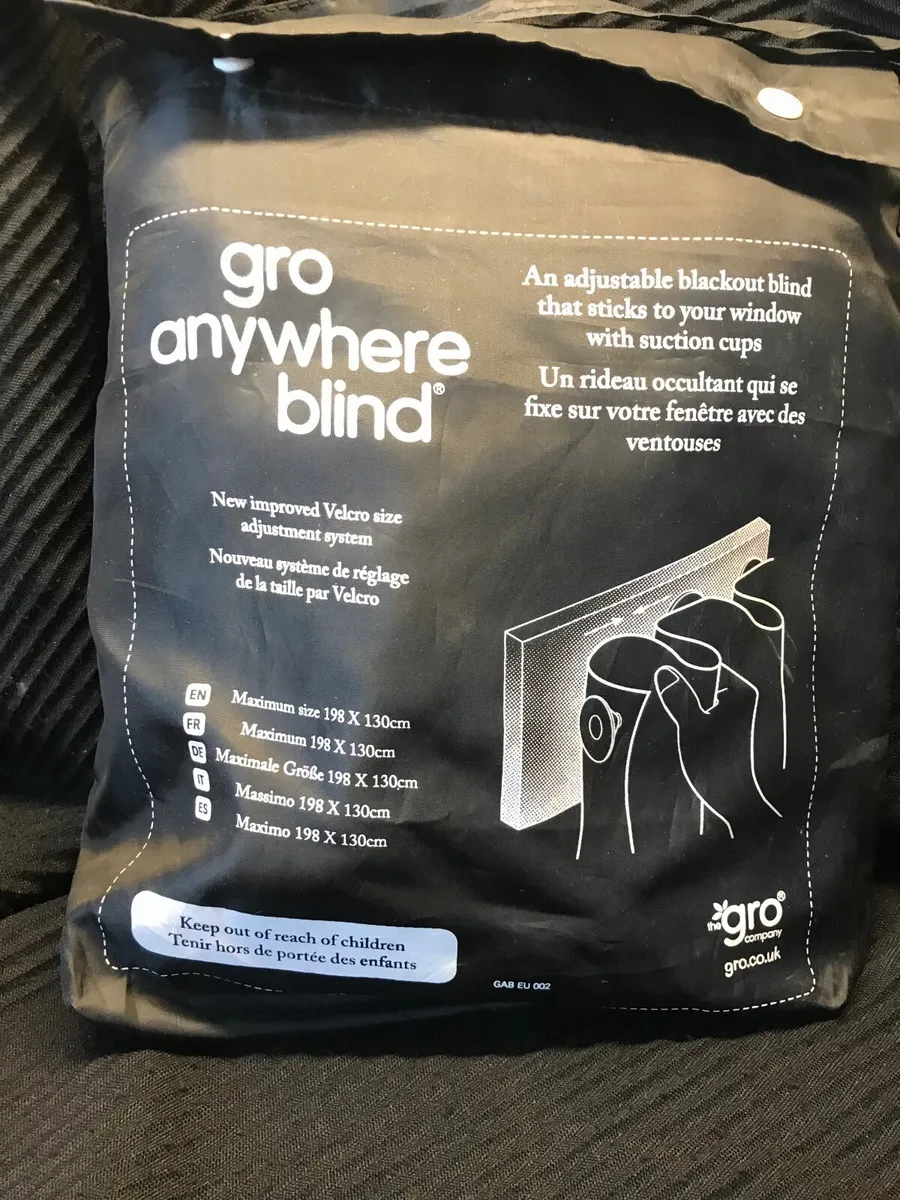 gro
anywhere
blind®
An adjustable blackout blind
that sticks to your window
with suction cups
Un rideau occultant qui se
fixe sur votre fenêtre avec des
ventouses
New improved Velcro size
adjustment system
Nouveau système de réglage
de la taille par Velcro
EN Maximum size 198 X 130cm
FR Maximum 198 X 130cm
DE Maximale Größe 198 X 130cm
IT Massimo 198 X 130cm
ES Maximo 198 X 130cm
Keep out of reach of children
Tenir hors de portée des enfants
GAB EU 002
the gro®
company
gro.co.uk